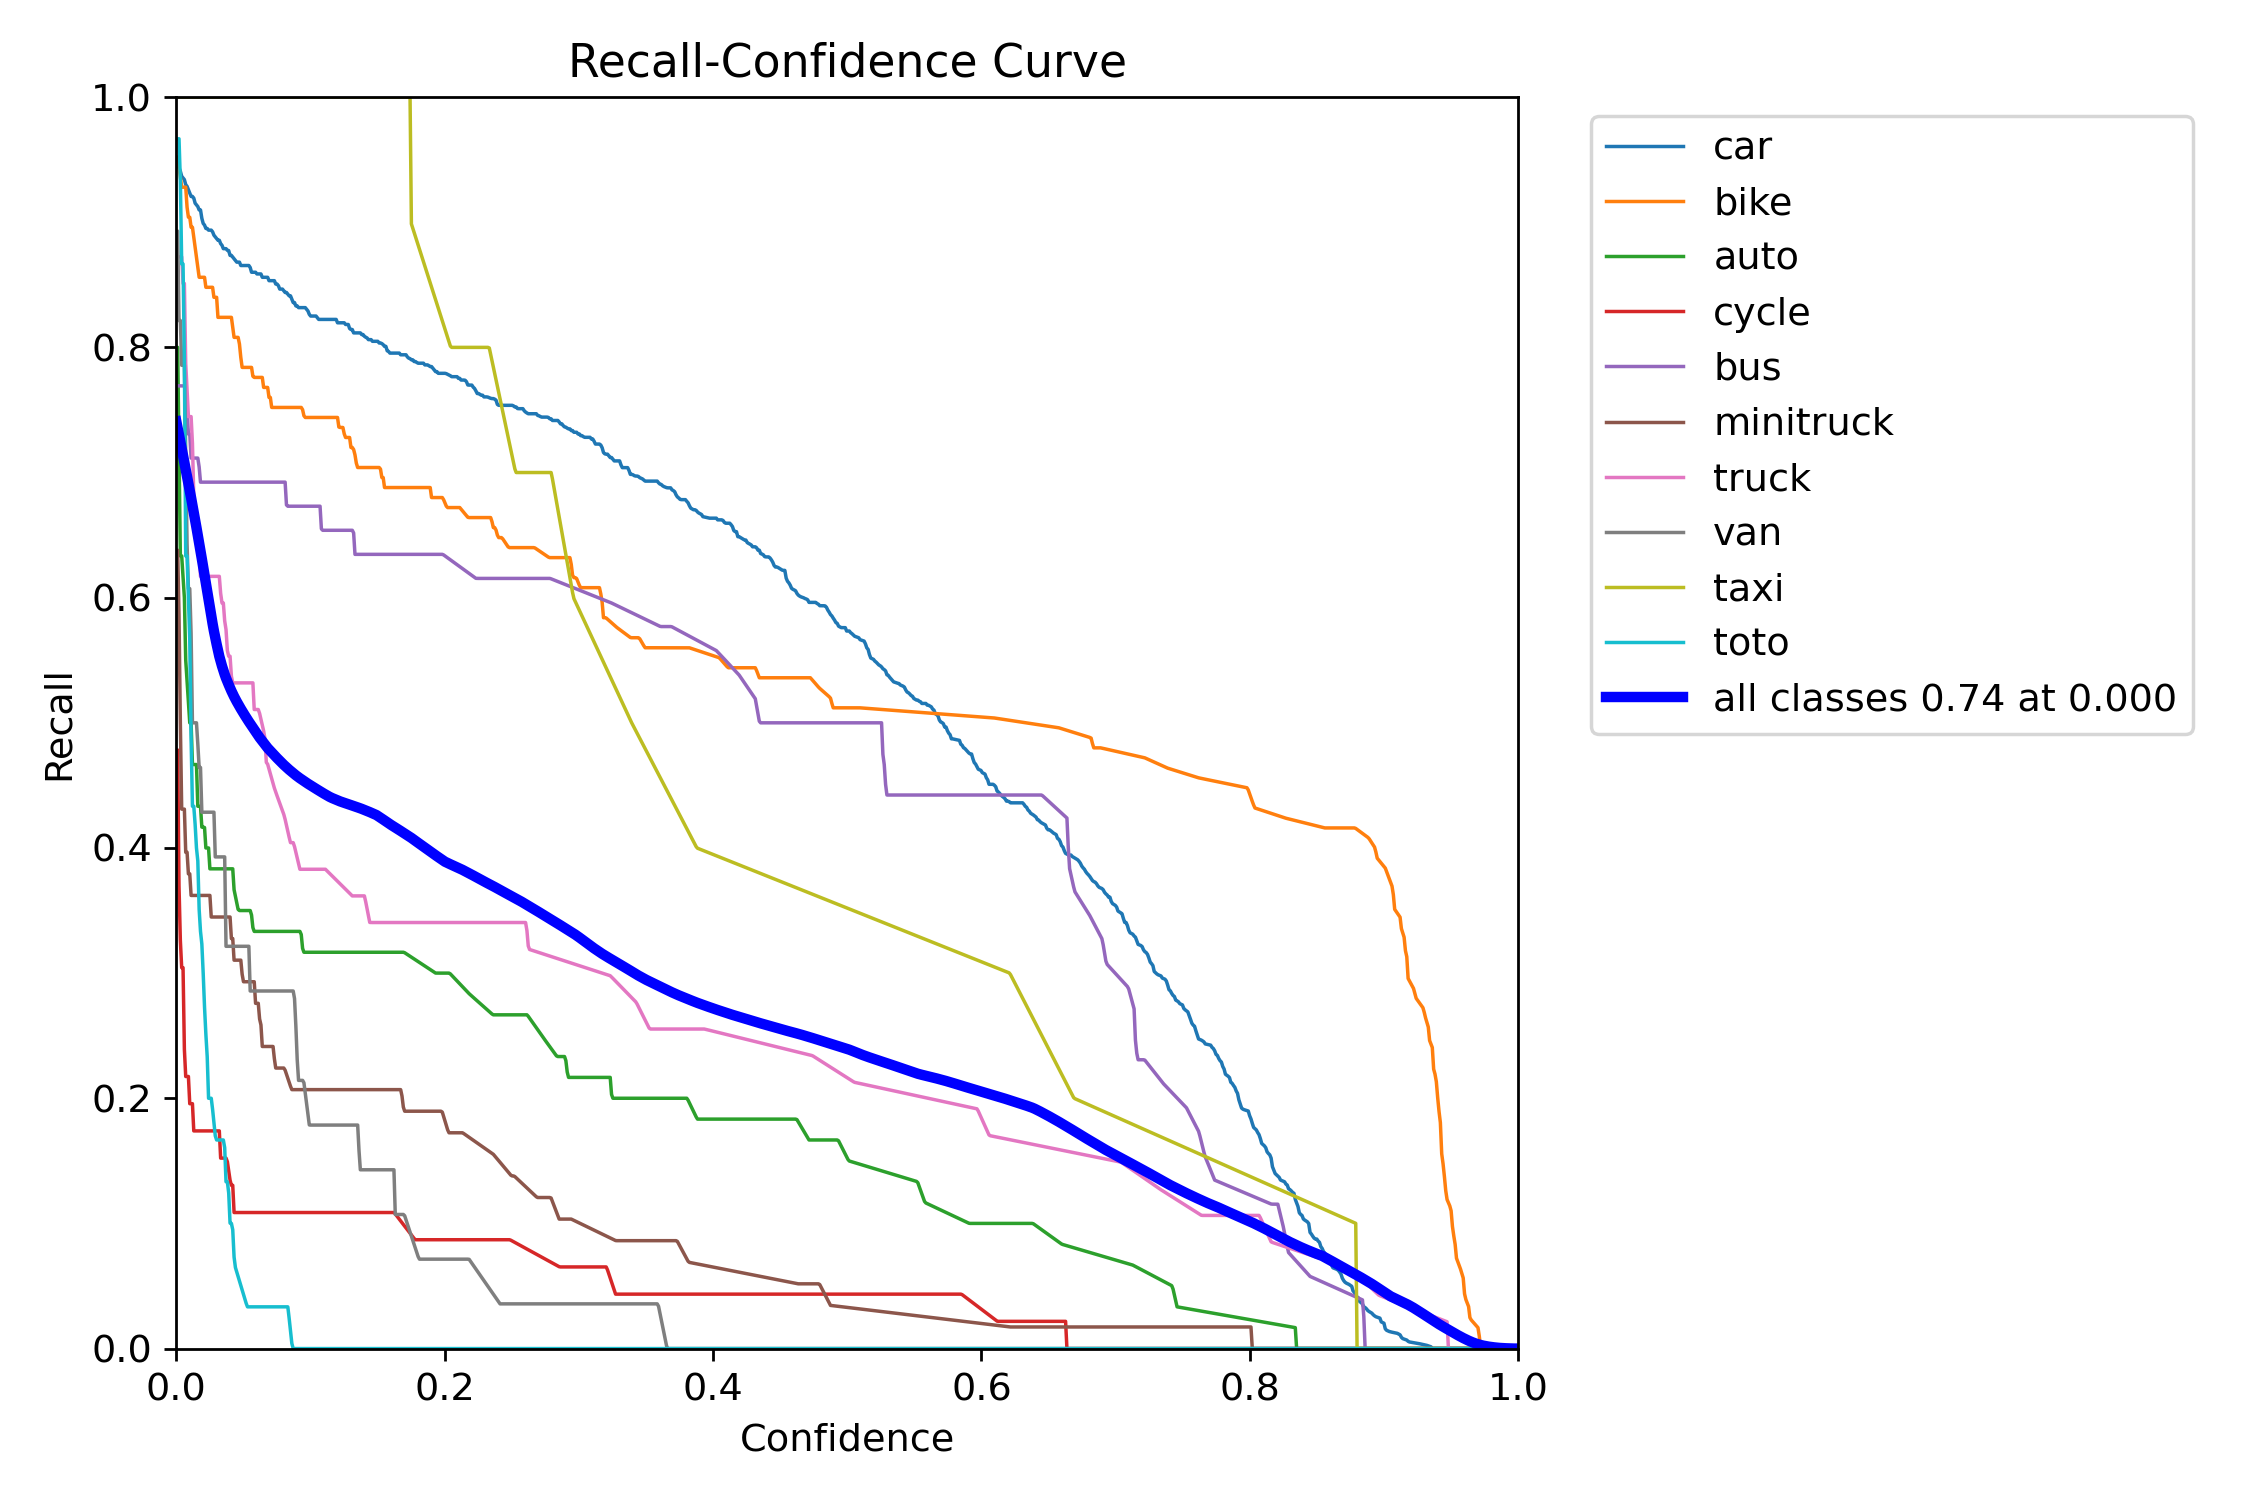 Recall-Confidence Curve
1.0
0.8
0.6
0.4
0.2
0.0
Recall
0.0 0.2 0.4 0.6 0.8 1.0
Confidence
car
bike
auto
cycle
bus
minitruck
truck
van
taxi
toto
all classes 0.74 at 0.000